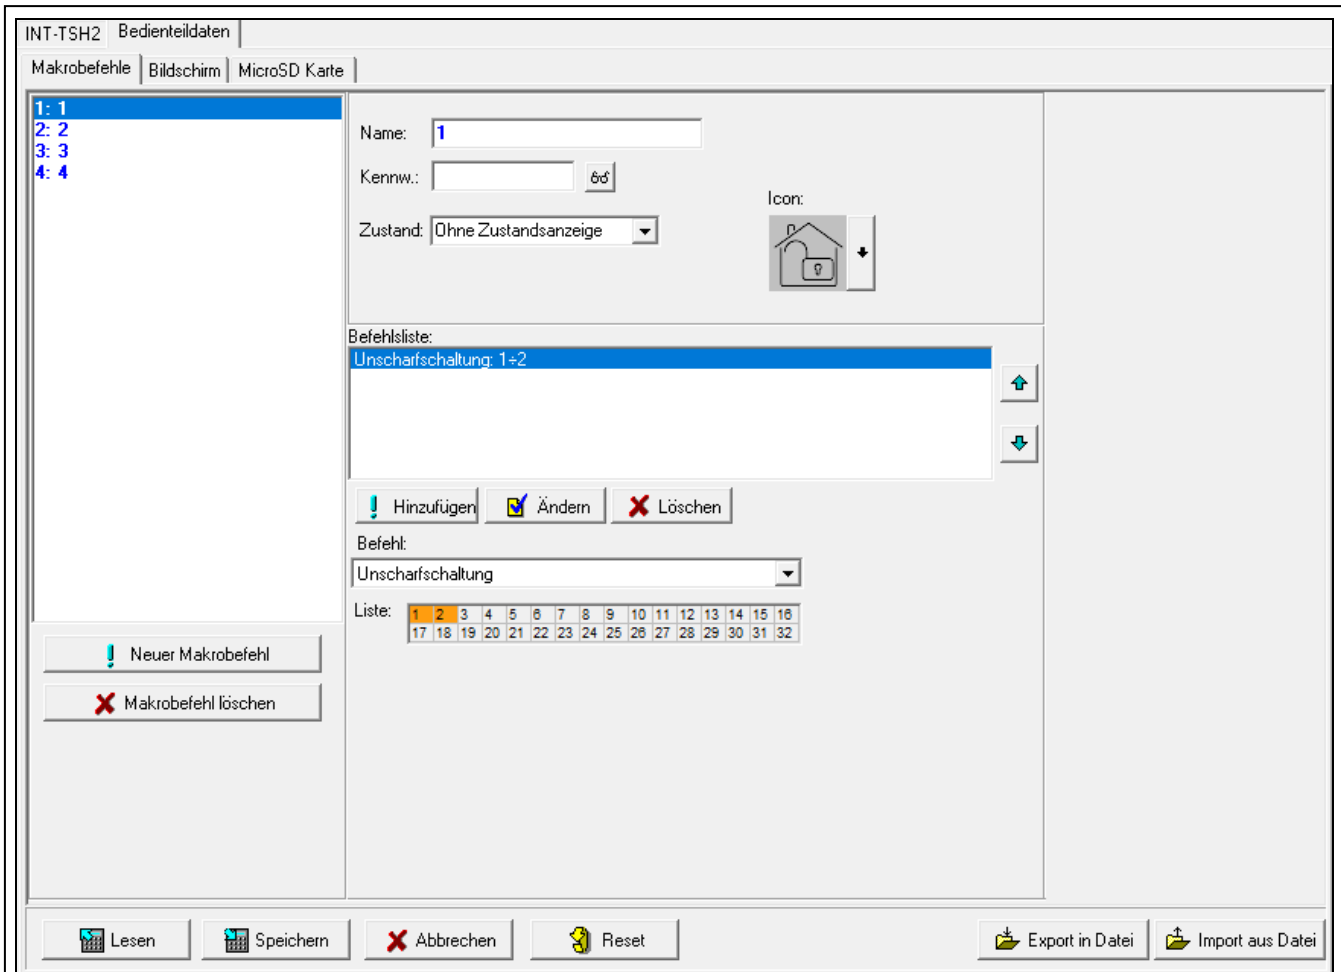 INT-TSH2 Bedienteildaten
Makrobefehle Bildschirm MicroSD Karte
1: 1
2: 2
3: 3
4: 4
Neuer Makrobefehl
Makrobefehl löschen
Name: 1
Kennw.:
Zustand: Ohne Zustandsanzeige
Icon:
Befehlsliste:
Unscharfschaltung: 1÷2
Hinzufügen Ändern Löschen
Befehl:
Unscharfschaltung
Liste: 1 2 3 4 5 6 7 8 9 10 11 12 13 14 15 16
17 18 19 20 21 22 23 24 25 26 27 28 29 30 31 32
Lesen Speichern Abbrechen Reset Export in Datei Import aus Datei